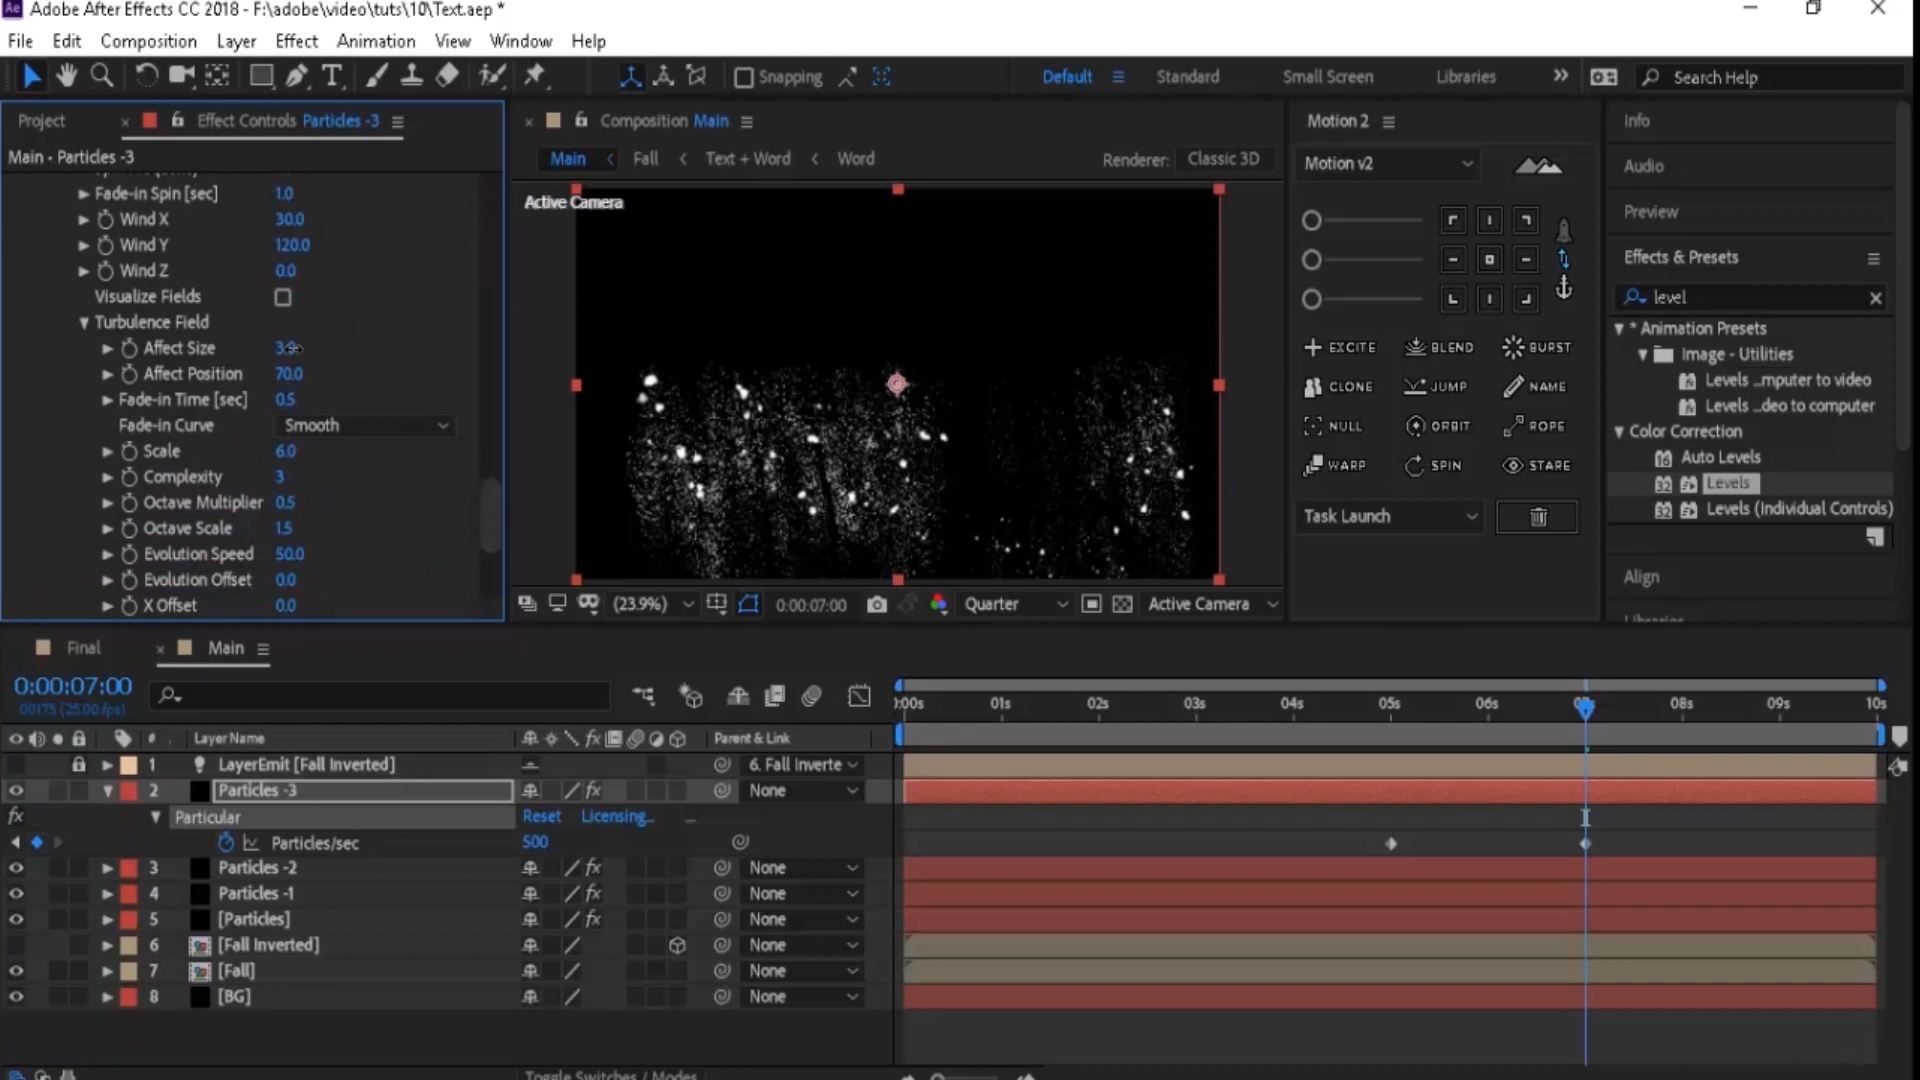 Ae Adobe After Effects CC 2018 - F:\adobe\video\tuts\10\Text.aep *
File Edit Composition Layer Effect Animation View Window Help
Snapping
Default Standard Small Screen Libraries
Search Help
Project
Effect Controls Particles -3
Main • Particles -3
Fade-in Spin [sec] 1.0
Wind X 30.0
Wind Y 120.0
Wind Z 0.0
Visualize Fields
Turbulence Field
Affect Size
Affect Position 70.0
Fade-in Time [sec] 0.5
Fade-in Curve Smooth
Scale 6.0
Complexity 3
Octave Multiplier 0.5
Octave Scale 1.5
Evolution Speed 50.0
Evolution Offset 0.0
X Offset 0.0
Composition Main
Main Fall Text + Word Word
Renderer: Classic 3D
Active Camera
(23.9%) 0:00:07:00 Quarter Active Camera
Motion 2
Motion v2
EXCITE BLEND BURST
CLONE JUMP NAME
NULL ORBIT ROPE
WARP SPIN STARE
Task Launch
Info
Audio
Preview
Effects & Presets
level
* Animation Presets
Image - Utilities
Levels ...mputer to video
Levels ...deo to computer
Color Correction
16 Auto Levels
32 Levels
32 Levels (Individual Controls)
Align
Final
Main
0:00:07:00
00175 (25.00 fps)
# Layer Name Parent & Link
1 LayerEmit [Fall Inverted] 6. Fall Inverte
2 Particles -3 None
fx Particular Reset Licensing...
Particles/sec 500
3 Particles -2 fx None
4 Particles -1 fx None
5 [Particles] fx None
6 [Fall Inverted] None
7 [Fall] None
8 [BG] None
01s 02s 03s 04s 05s 06s 08s 09s 10s
Toggle Switches / Modes